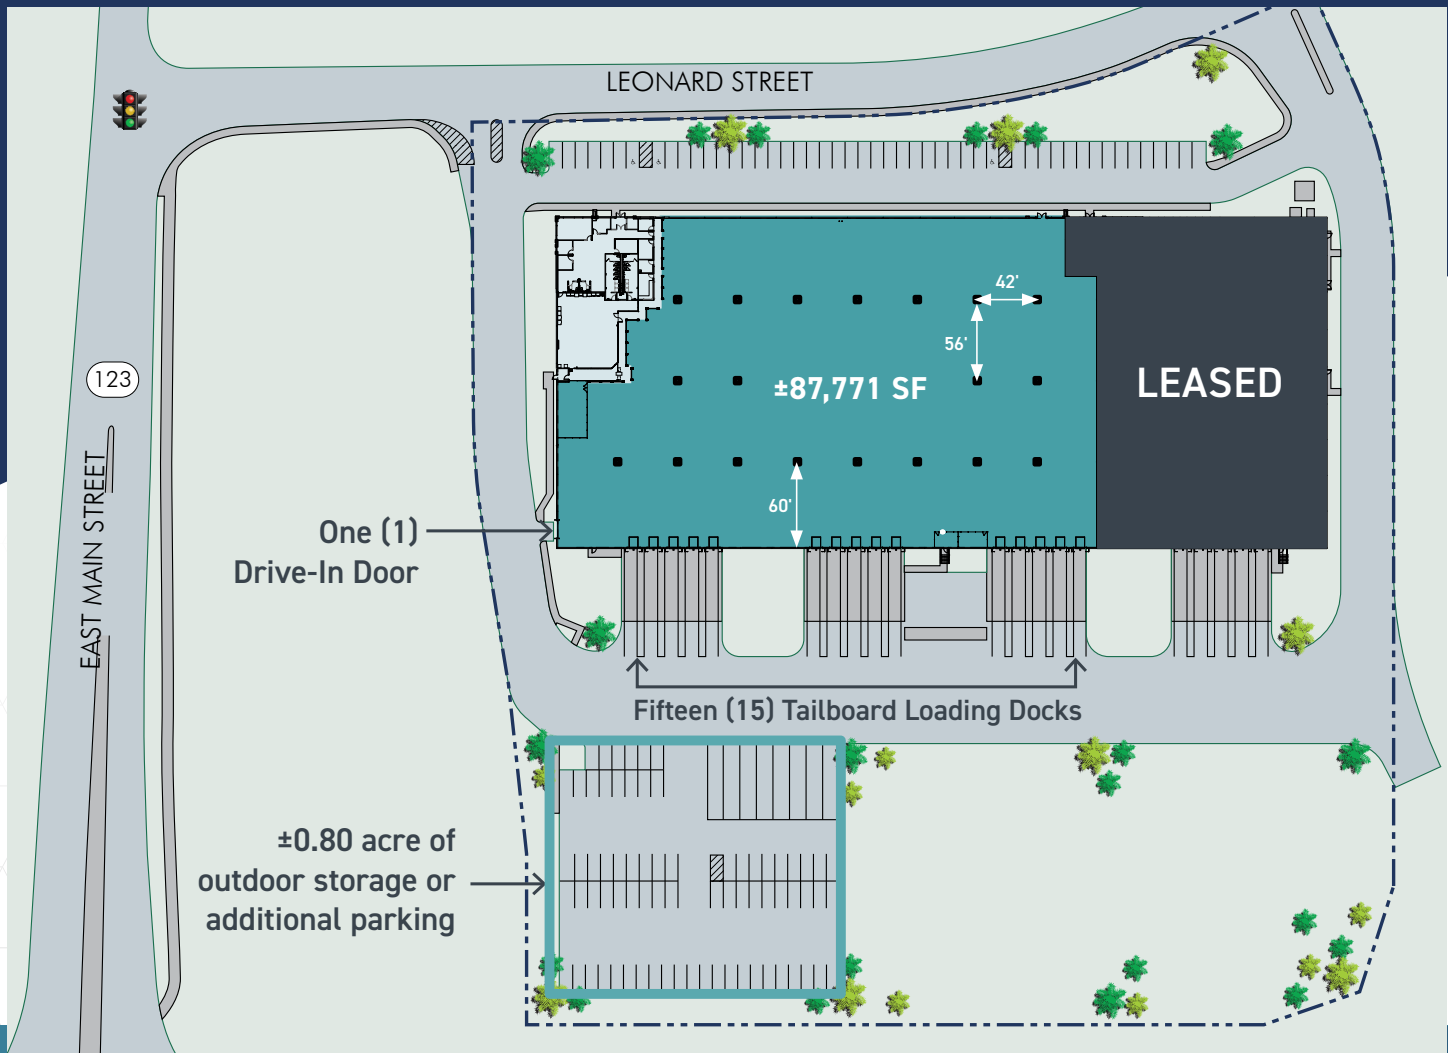 LEONARD STREET
123
EAST MAIN STREET
42'
56'
±87,771 SF
LEASED
60'
One (1)
Drive-In Door
Fifteen (15) Tailboard Loading Docks
±0.80 acre of
outdoor storage or
additional parking